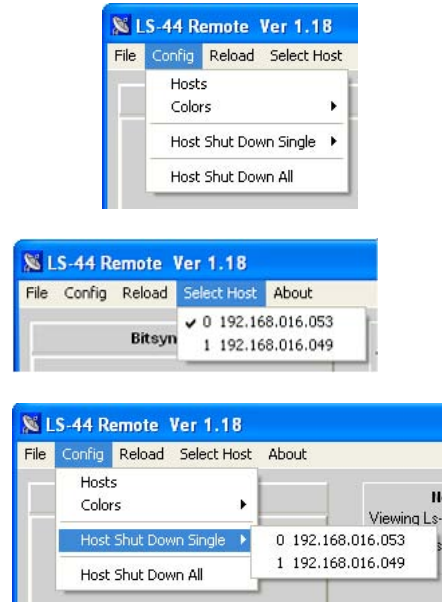 LS-44 Remote Ver 1.18
File Config Reload Select Host
Hosts
Colors
Host Shut Down Single
Host Shut Down All
LS-44 Remote Ver 1.18
File Config Reload Select Host About
0 192.168.016.053
Bitsyn
1 192.168.016.049
LS-44 Remote Ver 1.18
File Config Reload Select Host About
Hosts
Colors
Viewing Ls-
Host Shut Down Single 0 192.168.016.053
1 192.168.016.049
Host Shut Down All